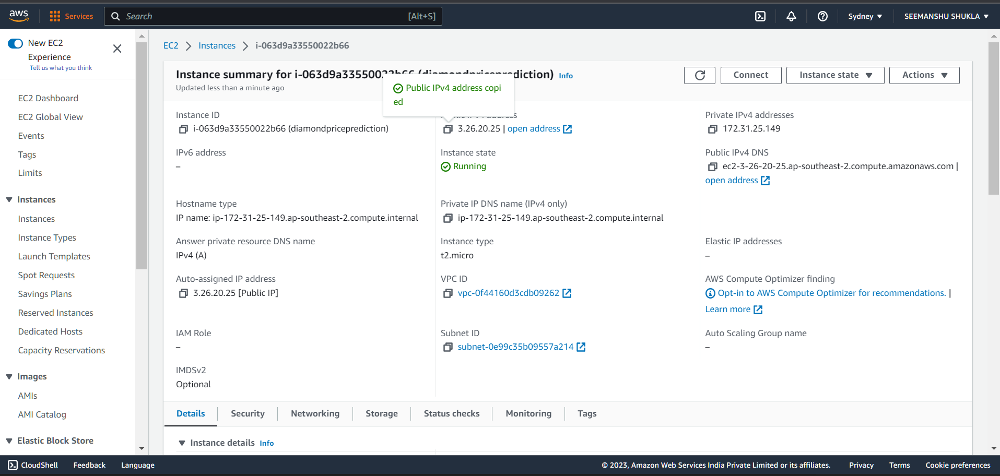 aws
Services
Search
[Alt+S]
Sydney
SEEMANSHU SHUKLA
New EC2
Experience
Tell us what you think
EC2 Dashboard
EC2 Global View
Events
Tags
Limits
Instances
Instances
Instance Types
Launch Templates
Spot Requests
Savings Plans
Reserved Instances
Dedicated Hosts
Capacity Reservations
Images
AMIs
AMI Catalog
Elastic Block Store
EC2 > Instances > i-063d9a33550022b66
Instance summary for i-063d9a33550022b66 (diamondpriceprediction) Info
Updated less than a minute ago
Connect
Instance state
Actions
Public IPv4 address copi
ed
Instance ID
i-063d9a33550022b66 (diamondpriceprediction)
Public IPv4 address
3.26.20.25 | open address
Private IPv4 addresses
172.31.25.149
IPv6 address
–
Instance state
Running
Public IPv4 DNS
ec2-3-26-20-25.ap-southeast-2.compute.amazonaws.com |
open address
Hostname type
IP name: ip-172-31-25-149.ap-southeast-2.compute.internal
Private IP DNS name (IPv4 only)
ip-172-31-25-149.ap-southeast-2.compute.internal
Answer private resource DNS name
IPv4 (A)
Instance type
t2.micro
Elastic IP addresses
–
Auto-assigned IP address
3.26.20.25 [Public IP]
VPC ID
vpc-0f44160d3cdb09262
AWS Compute Optimizer finding
Opt-in to AWS Compute Optimizer for recommendations. |
Learn more
IAM Role
–
Subnet ID
subnet-0e99c35b09557a214
Auto Scaling Group name
–
IMDSv2
Optional
Details
Security
Networking
Storage
Status checks
Monitoring
Tags
Instance details Info
CloudShell
Feedback
Language
© 2023, Amazon Web Services India Private Limited or its affiliates.
Privacy
Terms
Cookie preferences